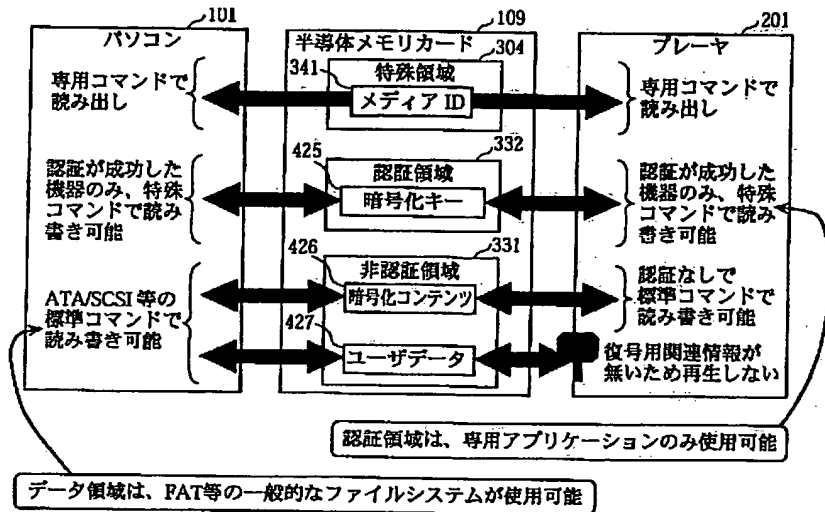 101
パソコン
専用コマンドで
読み出し
認証が成功した
機器のみ、特殊
コマンドで読み
書き可能
ATA/SCSI 等の
標準コマンドで
読み書き可能
109
半導体メモリカード
304
特殊領域
341
メディア ID
332
認証領域
425
暗号化キー
331
非認証領域
426
暗号化コンテンツ
427
ユーザデータ
201
プレーヤ
専用コマンドで
読み出し
認証が成功した
機器のみ、特殊
コマンドで読み
書き可能
認証なしで
標準コマンドで
読み書き可能
復号用関連情報が
無いため再生しない
認証領域は、専用アプリケーションのみ使用可能
データ領域は、FAT等の一般的なファイルシステムが使用可能